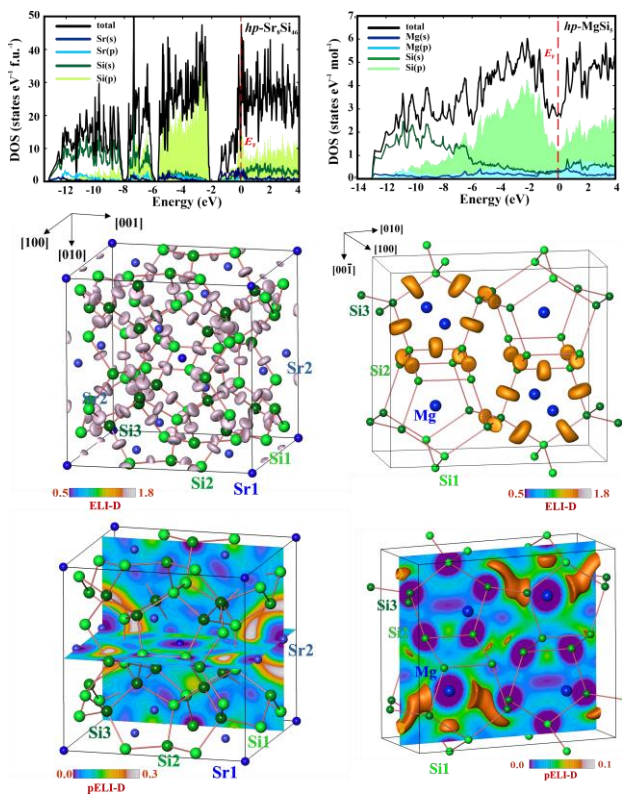 DOS (states eV⁻¹ f.u.⁻¹)
50
40
30
20
10
0
total
Sr(s)
Sr(p)
Si(s)
Si(p)
hp-Sr₈Si₄₆
E_F
-12 -10 -8 -6 -4 -2 0 2 4
Energy (eV)
DOS (states eV⁻¹ mol⁻¹)
6
5
4
3
2
1
0
total
Mg(s)
Mg(p)
Si(s)
Si(p)
E_F
-14 -12 -10 -8 -6 -4 -2 0 2 4
Energy (eV)
[001]
[100]
[010]
Sr2
Sr2
Si3
Si2
Si1
Sr1
0.5 1.8
ELI-D
[010]
[100]
[001̄]
Si3
Si2
Mg
Si1
0.5 1.8
ELI-D
Sr2
Si3
Si2
Si1
Sr1
0.0 0.3
pELI-D
Si3
Si2
Mg
Si1
0.0 0.1
pELI-D